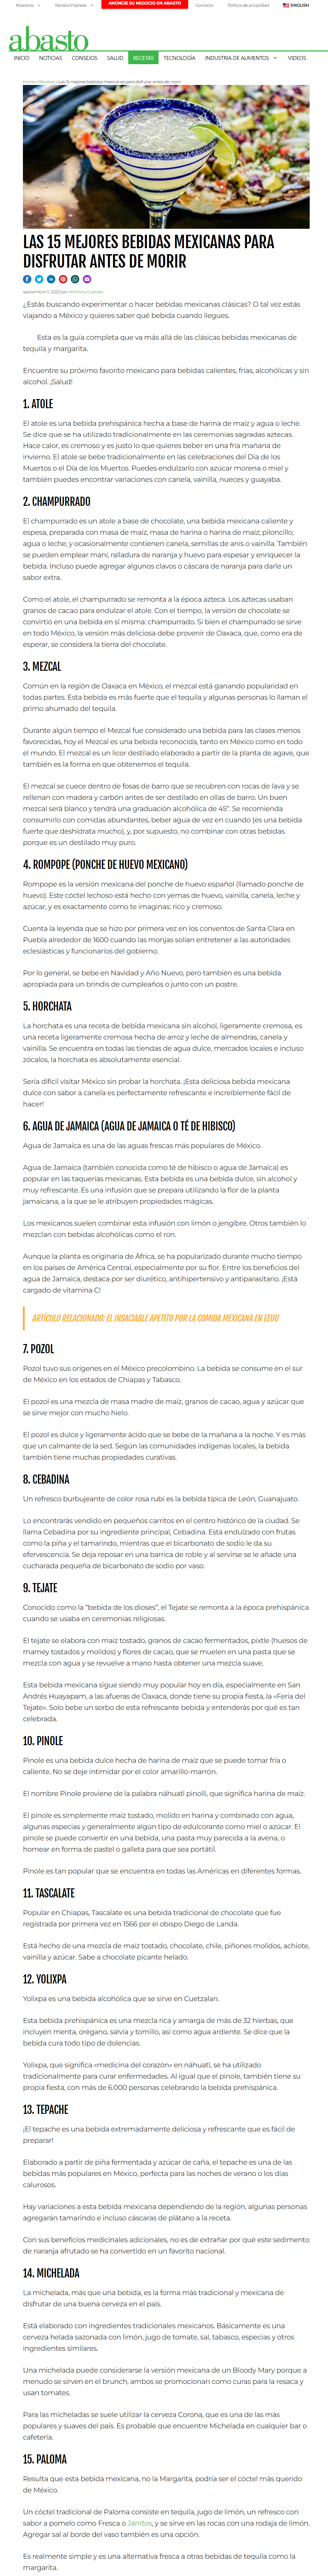 Nosotros
Revista Impresa
ANÚNCIE SU NEGOCIO EN ABASTO
Contacto
Política de privacidad
ENGLISH
abasto
INICIO
NOTICIAS
CONSEJOS
SALUD
RECETAS
TECNOLOGÍA
INDUSTRIA DE ALIMENTOS
VIDEOS
Home » Recetas » Las 15 mejores bebidas mexicanas para disfrutar antes de morir
LAS 15 MEJORES BEBIDAS MEXICANAS PARA
DISFRUTAR ANTES DE MORIR
septiembre 11, 2020 por Anthony Guevara
¿Estás buscando experimentar o hacer bebidas mexicanas clásicas? O tal vez estás
viajando a México y quieres saber qué bebida cuando llegues.
Esta es la guía completa que va más allá de las clásicas bebidas mexicanas de
tequila y margarita.
Encuentre su próximo favorito mexicano para bebidas calientes, frías, alcohólicas y sin
alcohol. ¡Salud!
1. ATOLE
El atole es una bebida prehispánica hecha a base de harina de maíz y agua o leche.
Se dice que se ha utilizado tradicionalmente en las ceremonias sagradas aztecas.
Hace calor, es cremoso y es justo lo que quieres beber en una fría mañana de
invierno. El atole se bebe tradicionalmente en las celebraciones del Día de los
Muertos o el Día de los Muertos. Puedes endulzarlo con azúcar morena o miel y
también puedes encontrar variaciones con canela, vainilla, nueces y guayaba.
2. CHAMPURRADO
El champurrado es un atole a base de chocolate, una bebida mexicana caliente y
espesa, preparada con masa de maíz, masa de harina o harina de maíz; piloncillo;
agua o leche; y ocasionalmente contienen canela, semillas de anís o vainilla. También
se pueden emplear maní, ralladura de naranja y huevo para espesar y enriquecer la
bebida. Incluso puede agregar algunos clavos o cáscara de naranja para darle un
sabor extra.
Como el atole, el champurrado se remonta a la época azteca. Los aztecas usaban
granos de cacao para endulzar el atole. Con el tiempo, la versión de chocolate se
convirtió en una bebida en sí misma: champurrado. Si bien el champurrado se sirve
en todo México, la versión más deliciosa debe provenir de Oaxaca, que, como era de
esperar, se considera la tierra del chocolate.
3. MEZCAL
Común en la región de Oaxaca en México, el mezcal está ganando popularidad en
todas partes. Esta bebida es más fuerte que el tequila y algunas personas lo llaman el
primo ahumado del tequila.
Durante algún tiempo el Mezcal fue considerado una bebida para las clases menos
favorecidas, hoy el Mezcal es una bebida reconocida, tanto en México como en todo
el mundo. El mezcal es un licor destilado elaborado a partir de la planta de agave, que
también es la forma en que obtenemos el tequila.
El mezcal se cuece dentro de fosas de barro que se recubren con rocas de lava y se
rellenan con madera y carbón antes de ser destilado en ollas de barro. Un buen
mezcal será blanco y tendrá una graduación alcohólica de 45°. Se recomienda
consumirlo con comidas abundantes, beber agua de vez en cuando (es una bebida
fuerte que deshidrata mucho), y, por supuesto, no combinar con otras bebidas
porque es un destilado muy puro.
4. ROMPOPE (PONCHE DE HUEVO MEXICANO)
Rompope es la versión mexicana del ponche de huevo español (llamado ponche de
huevo). Este cóctel lechoso está hecho con yemas de huevo, vainilla, canela, leche y
azúcar, y es exactamente como te imaginas: rico y cremoso.
Cuenta la leyenda que se hizo por primera vez en los conventos de Santa Clara en
Puebla alrededor de 1600 cuando las monjas solían entretener a las autoridades
eclesiásticas y funcionarios del gobierno.
Por lo general, se bebe en Navidad y Año Nuevo, pero también es una bebida
apropiada para un brindis de cumpleaños o junto con un postre.
5. HORCHATA
La horchata es una receta de bebida mexicana sin alcohol, ligeramente cremosa, es
una receta ligeramente cremosa hecha de arroz y leche de almendras, canela y
vainilla. Se encuentra en todas las tiendas de agua dulce, mercados locales e incluso
zócalos, la horchata es absolutamente esencial.
Sería difícil visitar México sin probar la horchata. ¡Esta deliciosa bebida mexicana
dulce con sabor a canela es perfectamente refrescante e increíblemente fácil de
hacer!
6. AGUA DE JAMAICA (AGUA DE JAMAICA O TÉ DE HIBISCO)
Agua de Jamaica es una de las aguas frescas más populares de México.
Agua de Jamaica (también conocida como té de hibisco o agua de Jamaica) es
popular en las taquerías mexicanas. Esta bebida es una bebida dulce, sin alcohol y
muy refrescante. Es una infusión que se prepara utilizando la flor de la planta
jamaicana, a la que se le atribuyen propiedades mágicas.
Los mexicanos suelen combinar esta infusión con limón o jengibre. Otros también lo
mezclan con bebidas alcohólicas como el ron.
Aunque la planta es originaria de África, se ha popularizado durante mucho tiempo
en los países de América Central, especialmente por su flor. Entre los beneficios del
agua de Jamaica, destaca por ser diurético, antihipertensivo y antiparasitario. ¡Está
cargado de vitamina C!
ARTÍCULO RELACIONADO: EL INSACIABLE APETITO POR LA COMIDA MEXICANA EN EEUU
7. POZOL
Pozol tuvo sus orígenes en el México precolombino. La bebida se consume en el sur
de México en los estados de Chiapas y Tabasco.
El pozol es una mezcla de masa madre de maíz, granos de cacao, agua y azúcar que
se sirve mejor con mucho hielo.
El pozol es dulce y ligeramente ácido que se bebe de la mañana a la noche. Y es más
que un calmante de la sed. Según las comunidades indígenas locales, la bebida
también tiene muchas propiedades curativas.
8. CEBADINA
Un refresco burbujeante de color rosa rubí es la bebida típica de León, Guanajuato.
Lo encontrarás vendido en pequeños carritos en el centro histórico de la ciudad. Se
llama Cebadina por su ingrediente principal, Cebadina. Está endulzado con frutas
como la piña y el tamarindo, mientras que el bicarbonato de sodio le da su
efervescencia. Se deja reposar en una barrica de roble y al servirse se le añade una
cucharada pequeña de bicarbonato de sodio por vaso.
9. TEJATE
Conocido como la "bebida de los dioses", el Tejate se remonta a la época prehispánica
cuando se usaba en ceremonias religiosas.
El tejate se elabora con maíz tostado, granos de cacao fermentados, pixtle (huesos de
mamey tostados y molidos) y flores de cacao, que se muelen en una pasta que se
mezcla con agua y se revuelve a mano hasta obtener una mezcla suave.
Esta bebida mexicana sigue siendo muy popular hoy en día, especialmente en San
Andrés Huayapam, a las afueras de Oaxaca, donde tiene su propia fiesta, la «Feria del
Tejate». Solo bebe un sorbo de esta refrescante bebida y entenderás por qué es tan
celebrada.
10. PINOLE
Pinole es una bebida dulce hecha de harina de maíz que se puede tomar fría o
caliente. No se deje intimidar por el color amarillo-marrón.
El nombre Pinole proviene de la palabra náhuatl pinolli, que significa harina de maíz.
El pinole es simplemente maíz tostado, molido en harina y combinado con agua,
algunas especias y generalmente algún tipo de edulcorante como miel o azúcar. El
pinole se puede convertir en una bebida, una pasta muy parecida a la avena, o
hornear en forma de pastel o galleta para que sea portátil.
Pinole es tan popular que se encuentra en todas las Américas en diferentes formas.
11. TASCALATE
Popular en Chiapas, Tascalate es una bebida tradicional de chocolate que fue
registrada por primera vez en 1566 por el obispo Diego de Landa.
Está hecho de una mezcla de maíz tostado, chocolate, chile, piñones molidos, achiote,
vainilla y azúcar. Sabe a chocolate picante helado.
12. YOLIXPA
Yolixpa es una bebida alcohólica que se sirve en Cuetzalan.
Esta bebida prehispánica es una mezcla rica y amarga de más de 32 hierbas, que
incluyen menta, orégano, salvia y tomillo, así como agua ardiente. Se dice que la
bebida cura todo tipo de dolencias.
Yolixpa, que significa «medicina del corazón» en náhuatl, se ha utilizado
tradicionalmente para curar enfermedades. Al igual que el pinole, también tiene su
propia fiesta, con más de 6.000 personas celebrando la bebida prehispánica.
13. TEPACHE
¡El tepache es una bebida extremadamente deliciosa y refrescante que es fácil de
preparar!
Elaborado a partir de piña fermentada y azúcar de caña, el tepache es una de las
bebidas más populares en México, perfecta para las noches de verano o los días
calurosos.
Hay variaciones a esta bebida mexicana dependiendo de la región, algunas personas
agregarán tamarindo e incluso cáscaras de plátano a la receta.
Con sus beneficios medicinales adicionales, no es de extrañar por qué este sedimento
de naranja afrutado se ha convertido en un favorito nacional.
14. MICHELADA
La michelada, más que una bebida, es la forma más tradicional y mexicana de
disfrutar de una buena cerveza en el país.
Está elaborado con ingredientes tradicionales mexicanos. Básicamente es una
cerveza helada sazonada con limón, jugo de tomate, sal, tabasco, especias y otros
ingredientes similares.
Una michelada puede considerarse la versión mexicana de un Bloody Mary porque a
menudo se sirven en el brunch, ambos se promocionan como curas para la resaca y
usan tomates.
Para las micheladas se suele utilizar la cerveza Corona, que es una de las más
populares y suaves del país. Es probable que encuentre Michelada en cualquier bar o
cafetería.
15. PALOMA
Resulta que esta bebida mexicana, no la Margarita, podría ser el cóctel más querido
de México.
Un cóctel tradicional de Paloma consiste en tequila, jugo de limón, un refresco con
sabor a pomelo como Fresca o Jarritos, y se sirve en las rocas con una rodaja de limón.
Agregar sal al borde del vaso también es una opción.
Es realmente simple y es una alternativa fresca a otras bebidas de tequila como la
margarita.